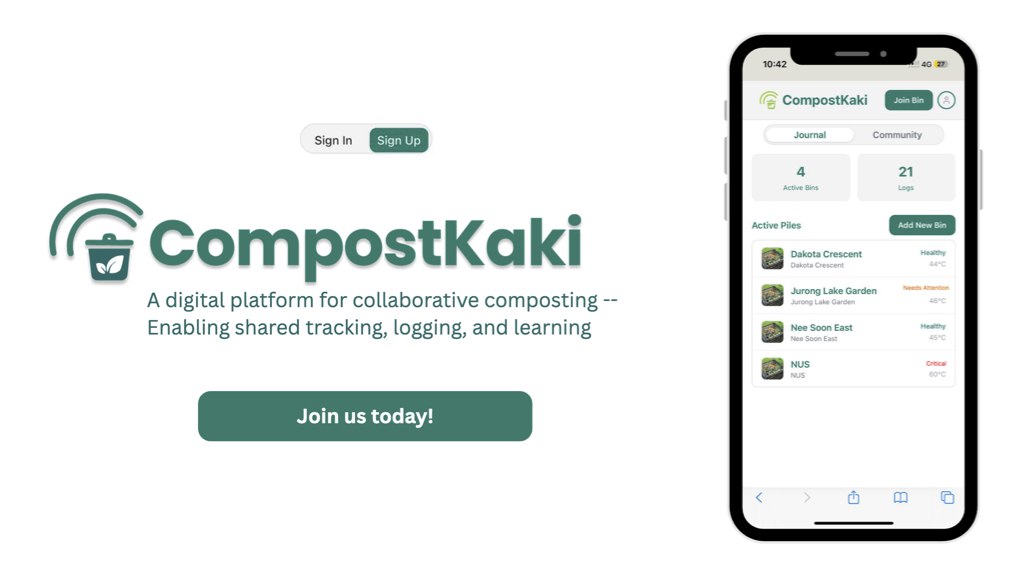 Sign In
Sign Up
CompostKaki
A digital platform for collaborative composting --
Enabling shared tracking, logging, and learning
Join us today!
10:42
4G 27
CompostKaki
Join Bin
Journal
Community
4
Active Bins
21
Logs
Active Piles
Add New Bin
Dakota Crescent
Healthy
Dakota Crescent
44°C
Jurong Lake Garden
Needs Attention
Jurong Lake Garden
46°C
Nee Soon East
Healthy
Nee Soon East
45°C
NUS
Critical
NUS
60°C